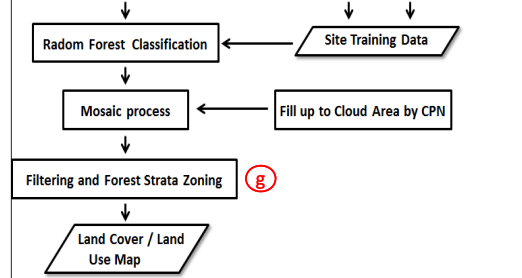 Radom Forest Classification
Site Training Data
Mosaic process
Fill up to Cloud Area by CPN
Filtering and Forest Strata Zoning
g
Land Cover / Land
Use Map